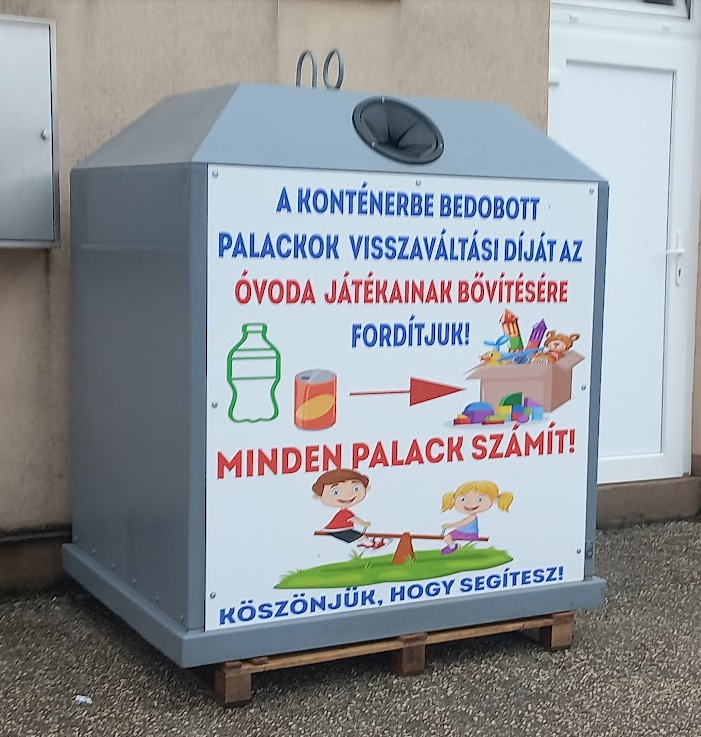 A KONTÉNERBE BEDOBOTT
PALACKOK VISSZAVÁLTÁSI DÍJÁT AZ
ÓVODA JÁTÉKAINAK BŐVÍTÉSÉRE
FORDÍTJUK!
MINDEN PALACK SZÁMÍT!
KÖSZÖNJÜK, HOGY SEGÍTESZ!